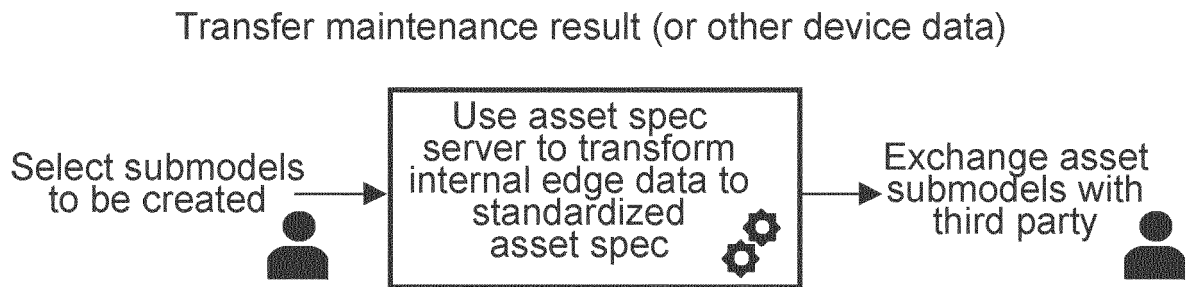 Transfer maintenance result (or other device data)
Select submodels
to be created
Use asset spec
server to transform
internal edge data to
standardized
asset spec
Exchange asset
submodels with
third party